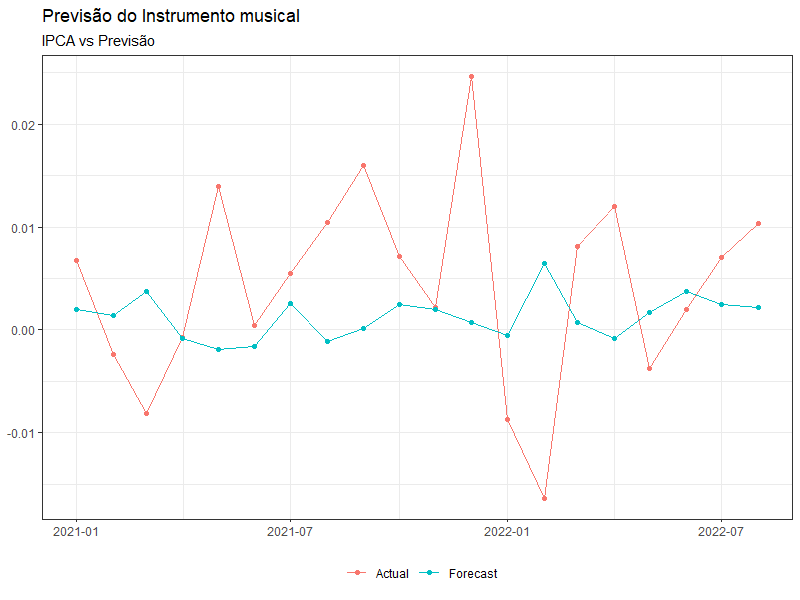 Previsão do Instrumento musical
IPCA vs Previsão
0.02
0.01
0.00
-0.01
2021-01 2021-07 2022-01 2022-07
Actual Forecast